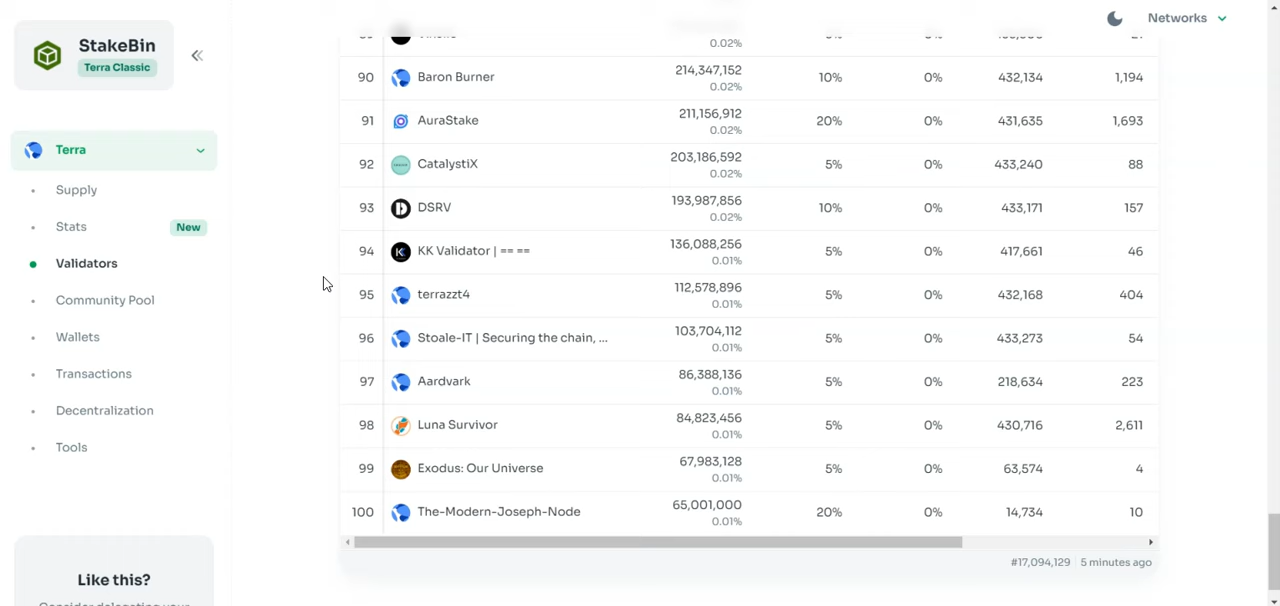 StakeBin
Terra Classic
Networks
Terra
Supply
Stats New
Validators
Community Pool
Wallets
Transactions
Decentralization
Tools
Like this?
0.02%
90 Baron Burner 214,347,152 10% 0% 432,134 1,194
0.02%
91 AuraStake 211,156,912 20% 0% 431,635 1,693
0.02%
92 CatalystiX 203,186,592 5% 0% 433,240 88
0.02%
93 DSRV 193,987,856 10% 0% 433,171 157
0.02%
94 KK Validator | == == 136,088,256 5% 0% 417,661 46
0.01%
95 terrazzt4 112,578,896 5% 0% 432,168 404
0.01%
96 Stoale-IT | Securing the chain, ... 103,704,112 5% 0% 433,273 54
0.01%
97 Aardvark 86,388,136 5% 0% 218,634 223
0.01%
98 Luna Survivor 84,823,456 5% 0% 430,716 2,611
0.01%
99 Exodus: Our Universe 67,983,128 5% 0% 63,574 4
0.01%
100 The-Modern-Joseph-Node 65,001,000 20% 0% 14,734 10
0.01%
#17,094,129 5 minutes ago